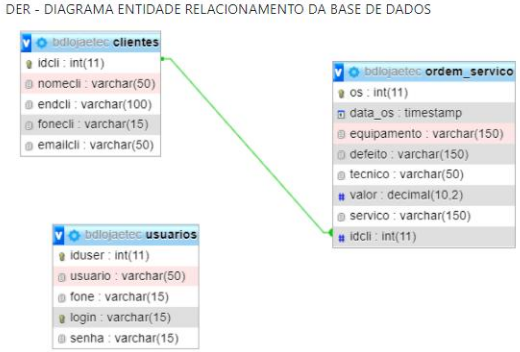 DER - DIAGRAMA ENTIDADE RELACIONAMENTO DA BASE DE DADOS
bdlojaetec clientes
idcli : int(11)
nomecli : varchar(50)
endcli : varchar(100)
fonecli : varchar(15)
emailcli : varchar(50)
bdlojaetec ordem_servico
os : int(11)
data_os : timestamp
equipamento : varchar(150)
defeito : varchar(150)
tecnico : varchar(50)
# valor : decimal(10,2)
servico : varchar(150)
# idcli : int(11)
bdlojaetec usuarios
iduser : int(11)
usuario : varchar(50)
fone : varchar(15)
login : varchar(15)
senha : varchar(15)